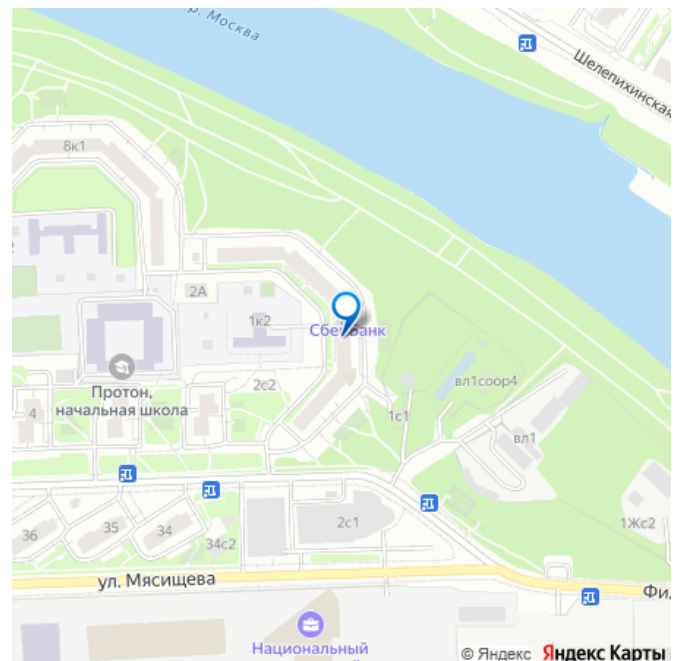 р. Москва
Шелепихинская
8к1
2А
1к2
Сбербанк
Протон,
начальная школа
2с2
4
1с1
вл1соор4
вл1
36
35
34
34с2
2с1
1Жс2
ул. Мясищева
Фи
Национальный
© Яндекс Яндекс Карты